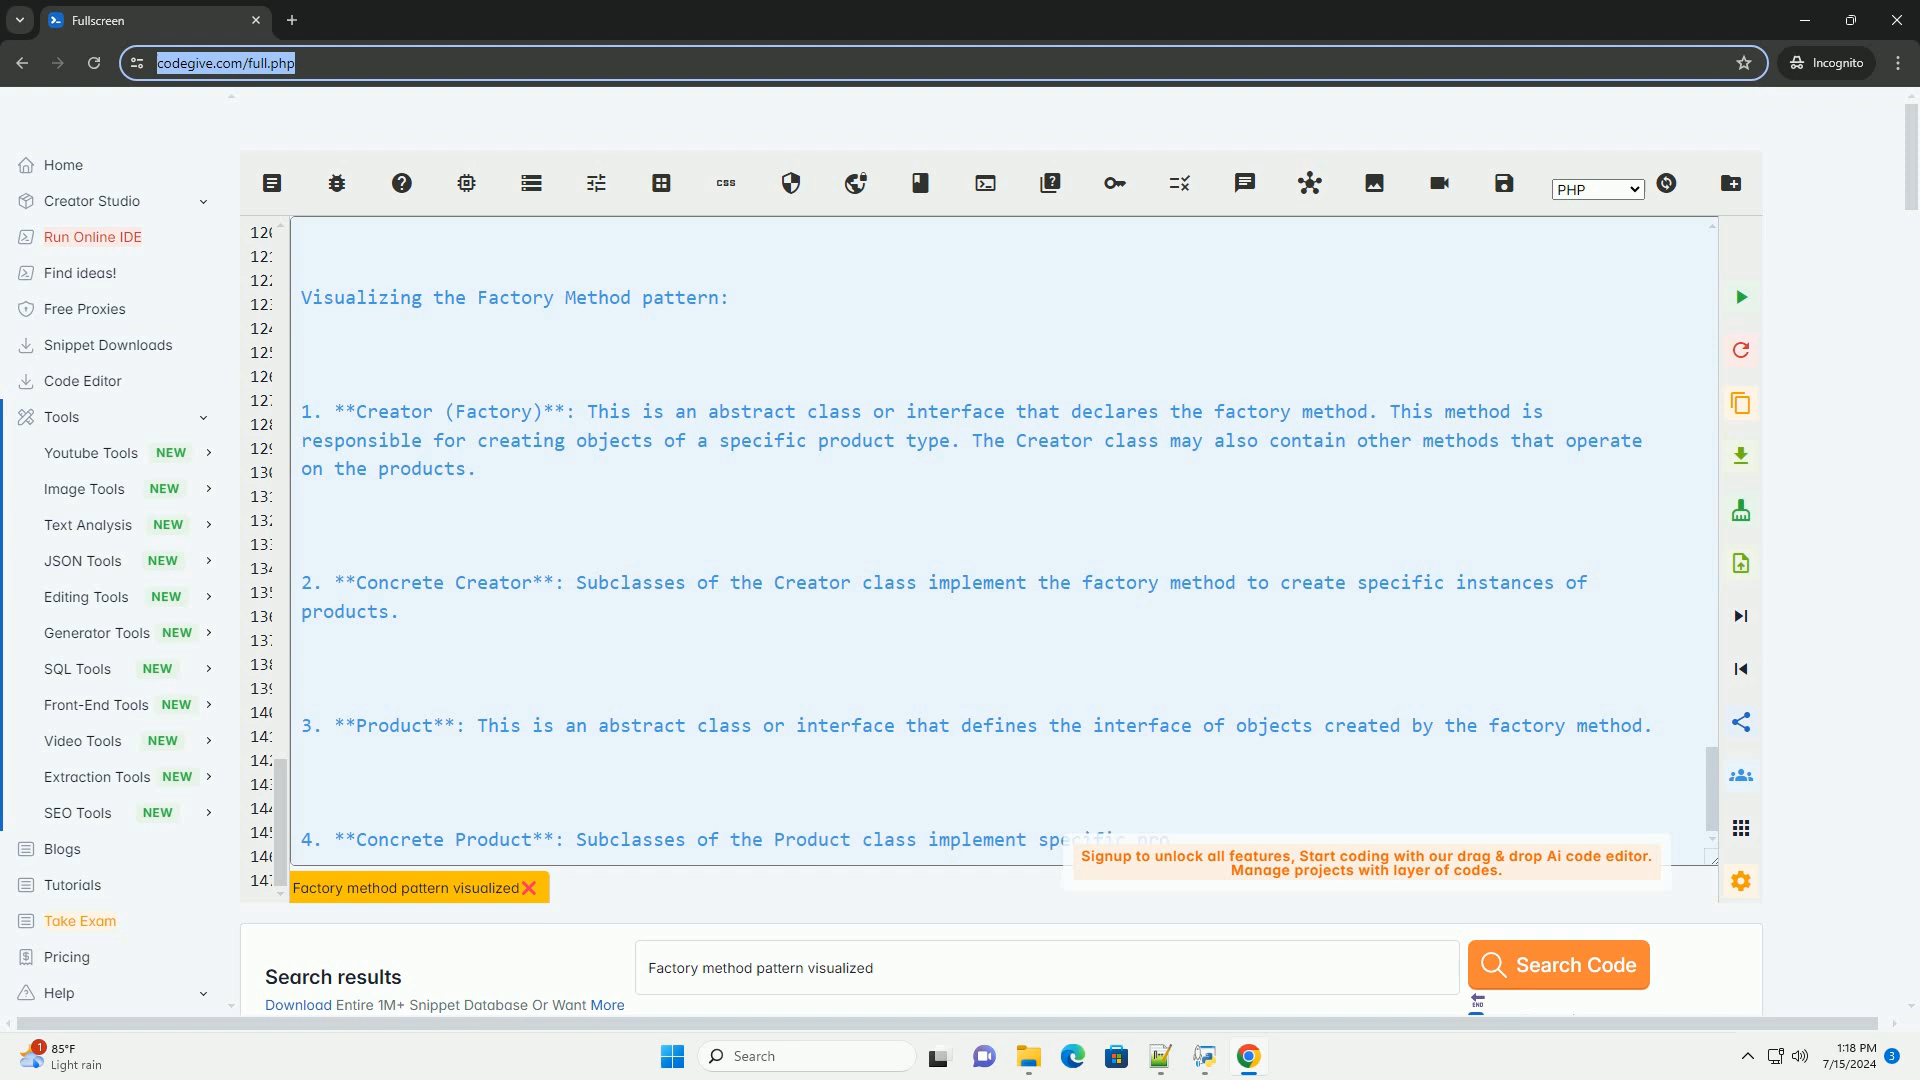 Fullscreen
codegive.com/full.php
Incognito
Home
Creator Studio
Run Online IDE
Find ideas!
Free Proxies
Snippet Downloads
Code Editor
Tools
Youtube Tools NEW
Image Tools NEW
Text Analysis NEW
JSON Tools NEW
Editing Tools NEW
Generator Tools NEW
SQL Tools NEW
Front-End Tools NEW
Video Tools NEW
Extraction Tools NEW
SEO Tools NEW
Blogs
Tutorials
Take Exam
Pricing
Help
css
PHP
Visualizing the Factory Method pattern:
1. **Creator (Factory)**: This is an abstract class or interface that declares the factory method. This method is
responsible for creating objects of a specific product type. The Creator class may also contain other methods that operate
on the products.
2. **Concrete Creator**: Subclasses of the Creator class implement the factory method to create specific instances of
products.
3. **Product**: This is an abstract class or interface that defines the interface of objects created by the factory method.
4. **Concrete Product**: Subclasses of the Product class implement specific pro
Signup to unlock all features, Start coding with our drag & drop Ai code editor.
Manage projects with layer of codes.
Factory method pattern visualized
Search results
Download Entire 1M+ Snippet Database Or Want More
Factory method pattern visualized
Search Code
END
1
85°F
Light rain
Search
1:18 PM
7/15/2024
3